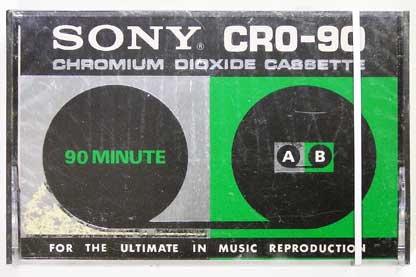 SONY® CRO-90
CHROMIUM DIOXIDE CASSETTE
90 MINUTE
A B
FOR THE ULTIMATE IN MUSIC REPRODUCTION